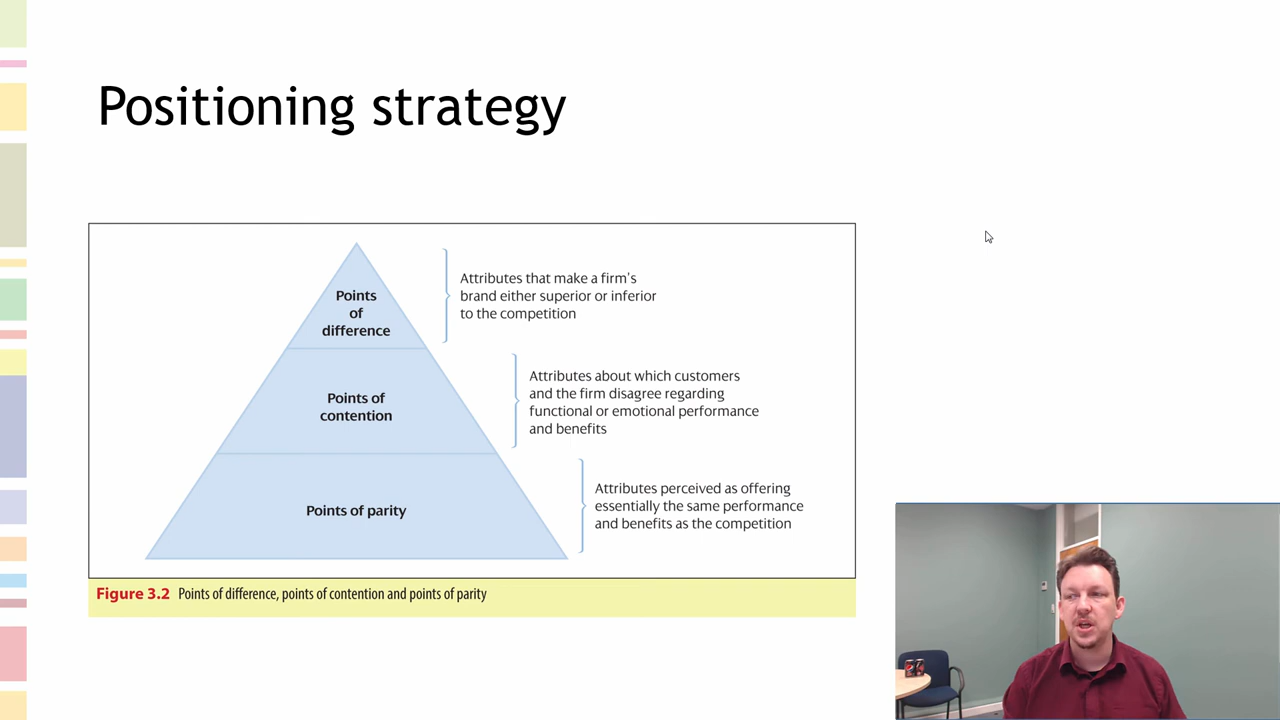 Positioning strategy
Points
of
difference
Attributes that make a firm's
brand either superior or inferior
to the competition
Points of
contention
Attributes about which customers
and the firm disagree regarding
functional or emotional performance
and benefits
Points of parity
Attributes perceived as offering
essentially the same performance
and benefits as the competition
Figure 3.2 Points of difference, points of contention and points of parity